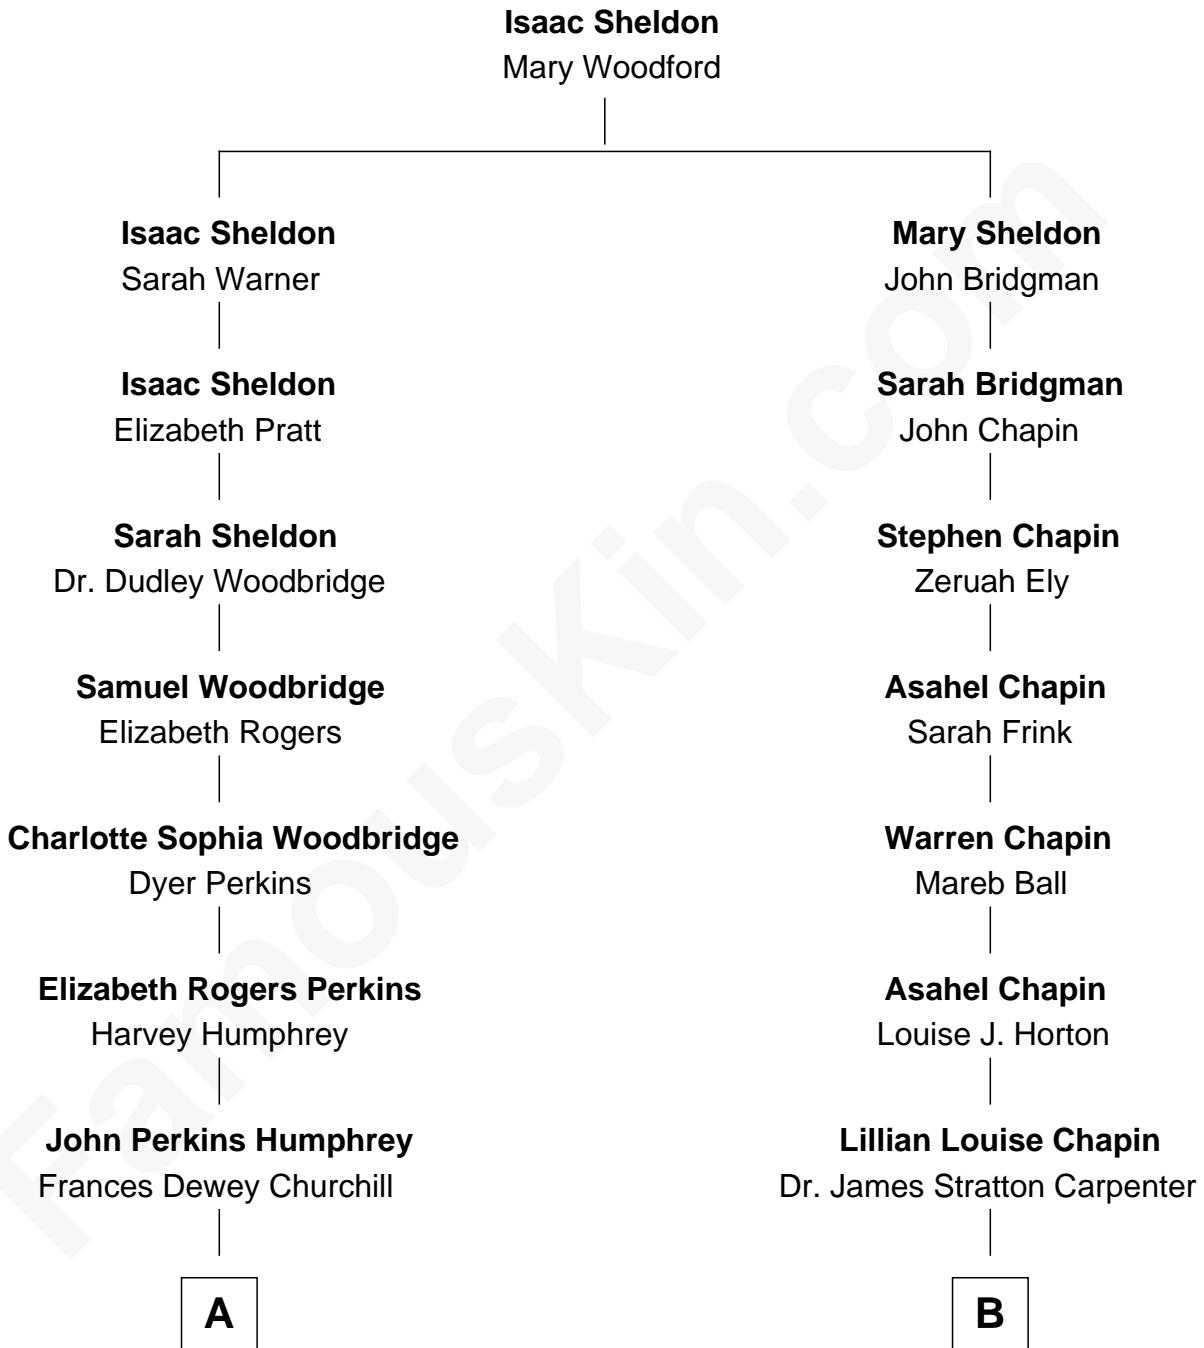 Isaac Sheldon
Mary Woodford
Isaac Sheldon
Sarah Warner
Mary Sheldon
John Bridgman
Isaac Sheldon
Elizabeth Pratt
Sarah Bridgman
John Chapin
Sarah Sheldon
Dr. Dudley Woodbridge
Stephen Chapin
Zeruah Ely
Samuel Woodbridge
Elizabeth Rogers
Asahel Chapin
Sarah Frink
Charlotte Sophia Woodbridge
Dyer Perkins
Warren Chapin
Mareb Ball
Elizabeth Rogers Perkins
Harvey Humphrey
Asahel Chapin
Louise J. Horton
John Perkins Humphrey
Frances Dewey Churchill
Lillian Louise Chapin
Dr. James Stratton Carpenter
A
B
FamousKin.com